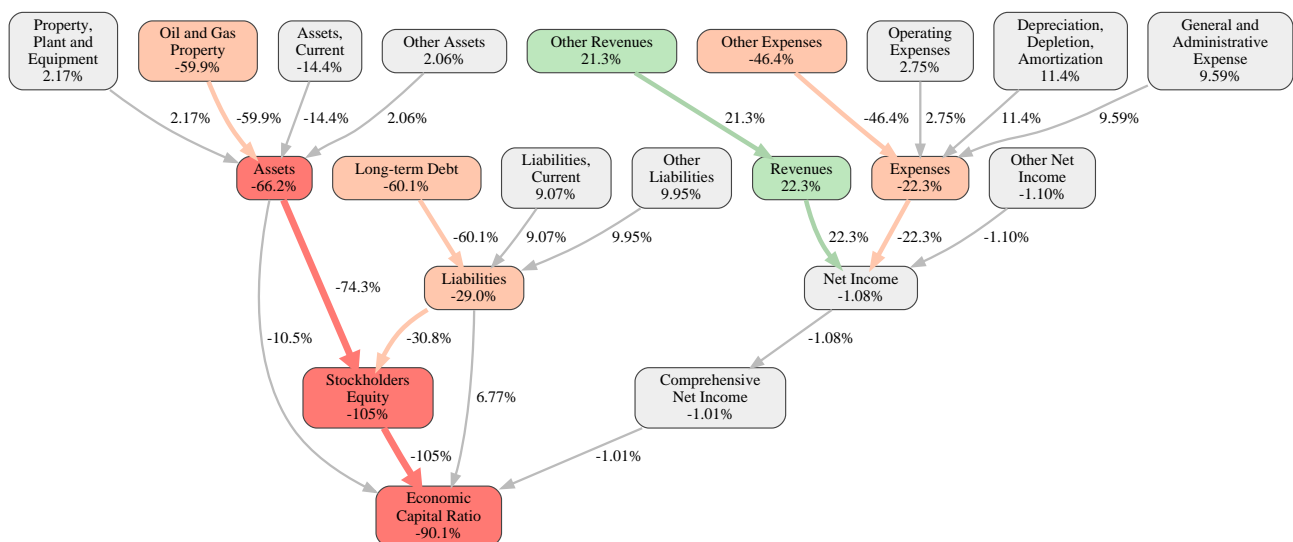 Property,
Plant and
Equipment
2.17%
Oil and Gas
Property
-59.9%
Assets,
Current
-14.4%
Other Assets
2.06%
Other Revenues
21.3%
Other Expenses
-46.4%
Operating
Expenses
2.75%
Depreciation,
Depletion,
Amortization
11.4%
General and
Administrative
Expense
9.59%
2.17%
-59.9%
-14.4%
2.06%
21.3%
-46.4%
2.75%
11.4%
9.59%
Assets
-66.2%
Long-term Debt
-60.1%
Liabilities,
Current
9.07%
Other
Liabilities
9.95%
Revenues
22.3%
Expenses
-22.3%
Other Net
Income
-1.10%
-60.1%
9.07%
9.95%
22.3%
-22.3%
-1.10%
-74.3%
Liabilities
-29.0%
Net Income
-1.08%
-10.5%
-30.8%
-1.08%
Stockholders
Equity
-105%
6.77%
Comprehensive
Net Income
-1.01%
-105%
-1.01%
Economic
Capital Ratio
-90.1%